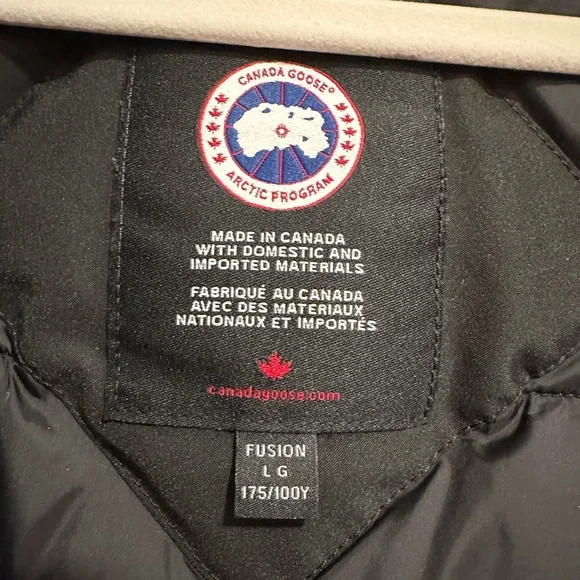 CANADA GOOSE®
ARCTIC PROGRAM
MADE IN CANADA
WITH DOMESTIC AND
IMPORTED MATERIALS
FABRIQUÉ AU CANADA
AVEC DES MATERIAUX
NATIONAUX ET IMPORTÉS
canadagoose.com
FUSION
L G
175/100Y